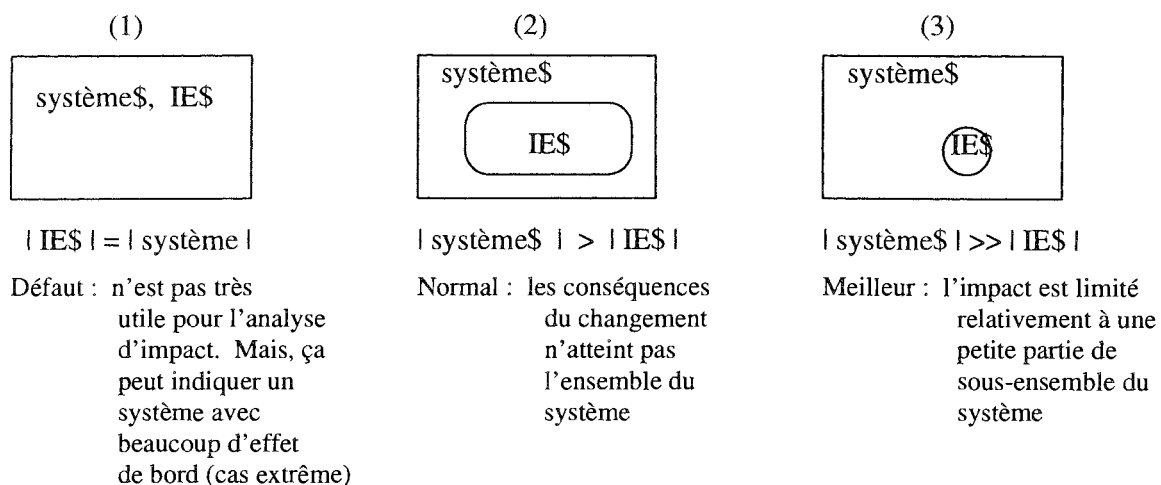 (1)
système$, IE$
| IE$ | = | système |
Défaut : n'est pas très
utile pour l'analyse
d'impact. Mais, ça
peut indiquer un
système avec
beaucoup d'effet
de bord (cas extrême)
(2)
système$
IE$
| système$ | > | IE$ |
Normal : les conséquences
du changement
n'atteint pas
l'ensemble du
système
(3)
système$
IE$
| système$ | >> | IE$ |
Meilleur : l'impact est limité
relativement à une
petite partie de
sous-ensemble du
système